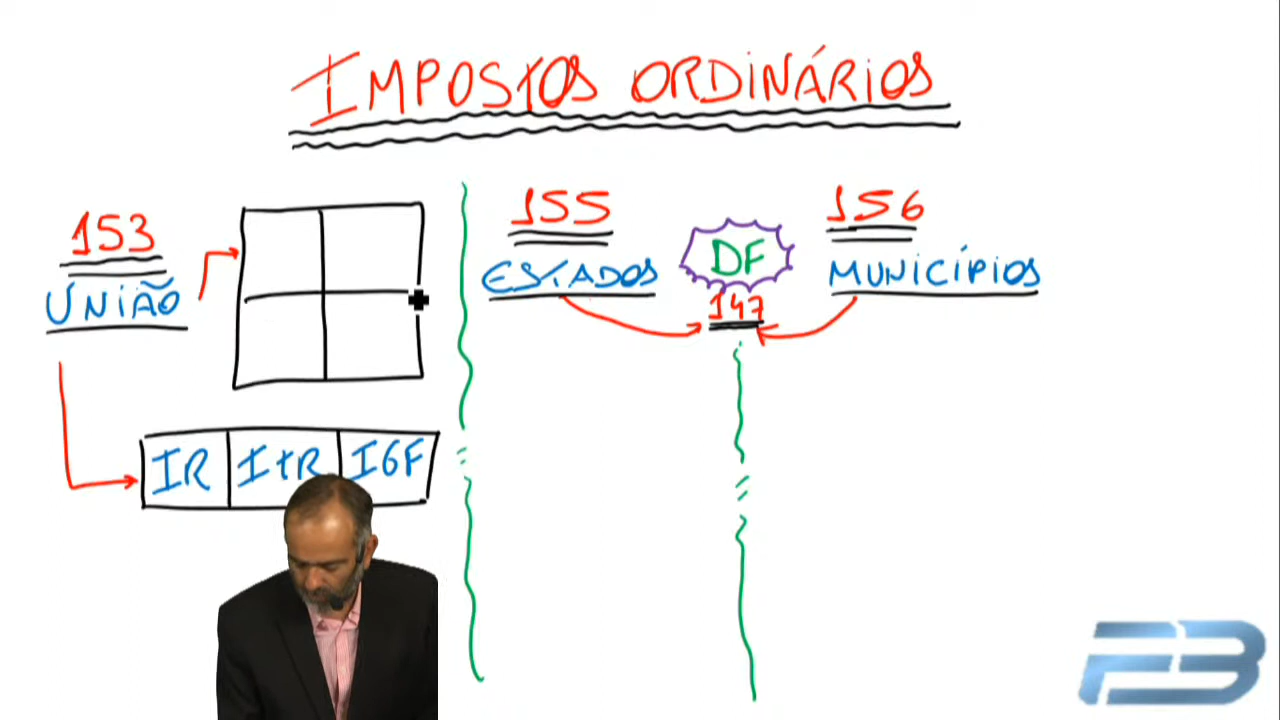 IMPOSTOS ORDINÁRIOS
153
UNIÃO
155
ESTADOS
DF
147
156
MUNICÍPIOS
IR ITR IGF